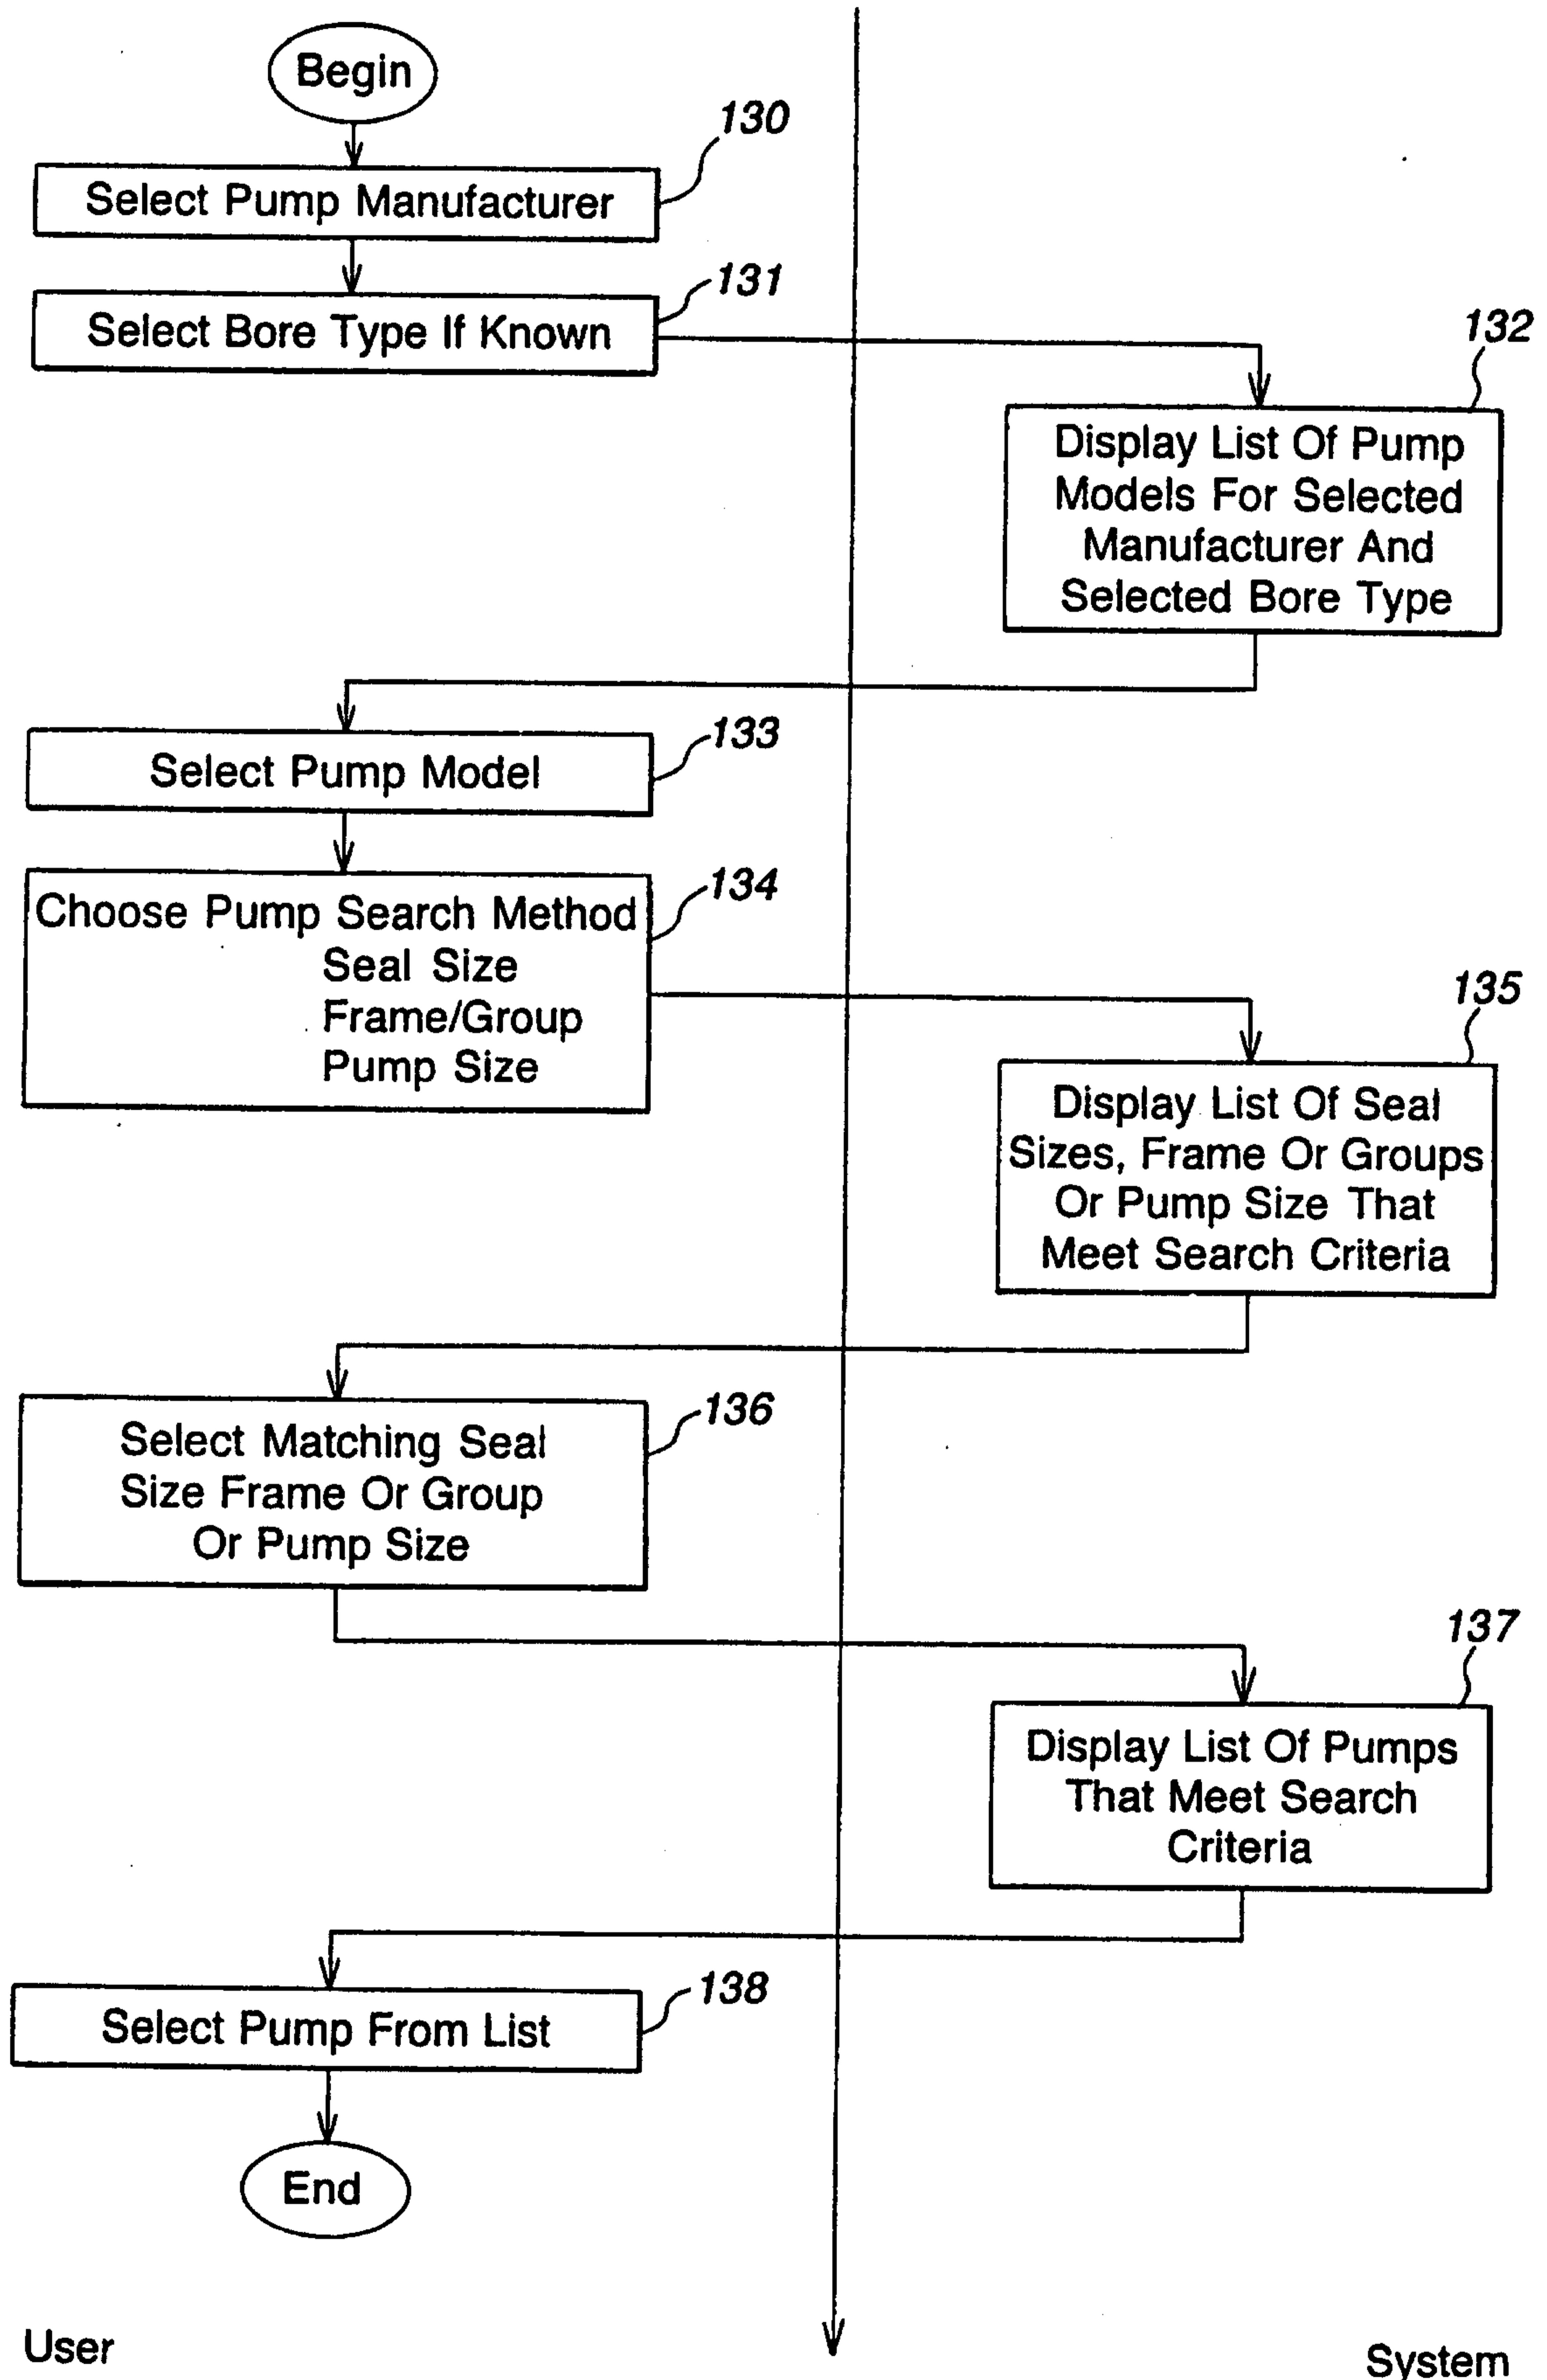 Begin
130
Select Pump Manufacturer
131
Select Bore Type If Known
132
Display List Of Pump
Models For Selected
Manufacturer And
Selected Bore Type
133
Select Pump Model
134
Choose Pump Search Method
Seal Size
Frame/Group
Pump Size
135
Display List Of Seal
Sizes, Frame Or Groups
Or Pump Size That
Meet Search Criteria
136
Select Matching Seal
Size Frame Or Group
Or Pump Size
137
Display List Of Pumps
That Meet Search
Criteria
138
Select Pump From List
End
User
System